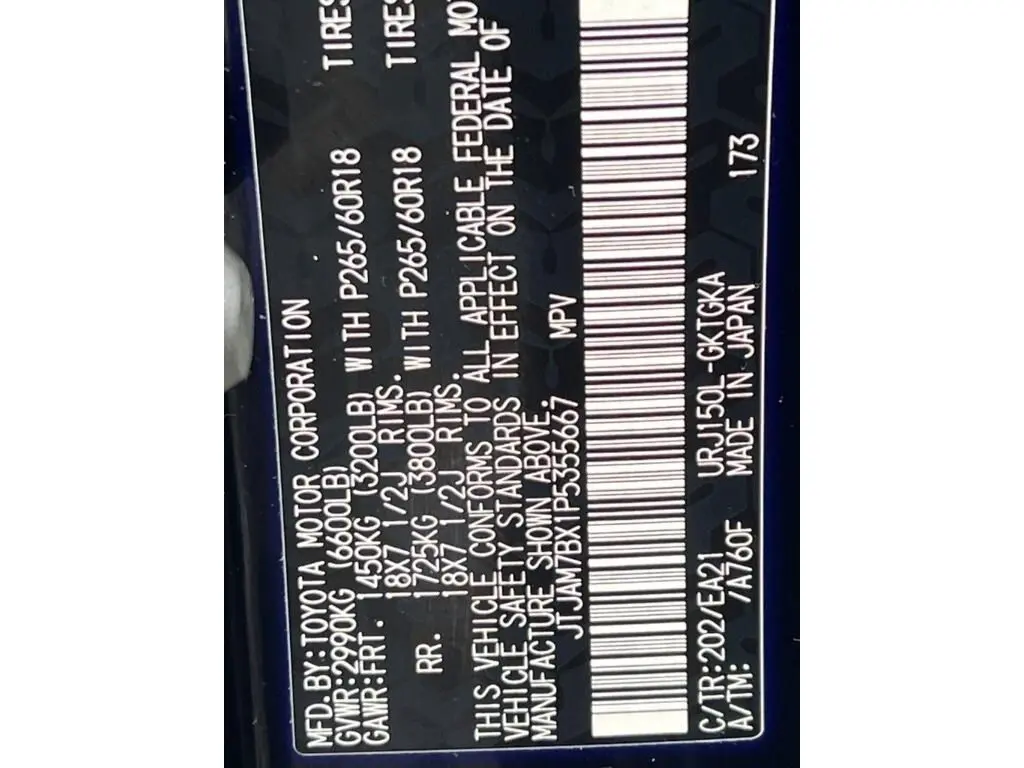 MFD.BY:TOYOTA MOTOR CORPORATION
GVWR:2990KG (6600LB)
GAWR:FRT. 1450KG (3200LB) WITH P265/60R18 TIRES
18X7 1/2J RIMS.
RR. 1725KG (3800LB) WITH P265/60R18 TIRES
18X7 1/2J RIMS.
THIS VEHICLE CONFORMS TO ALL APPLICABLE FEDERAL MO
VEHICLE SAFETY STANDARDS IN EFFECT ON THE DATE OF
MANUFACTURE SHOWN ABOVE.
JTJAM7BX1P5355667 MPV
C/TR:202/EA21 URJ150L-GKTGKA
A/TM: /A760F MADE IN JAPAN 173